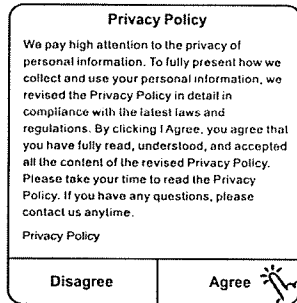 Privacy Policy
We pay high attention to the privacy of
personal information. To fully present how we
collect and use your personal information, we
revised the Privacy Policy in detail in
compliance with the latest laws and
regulations. By clicking I Agree, you agree that
you have fully read, understood, and accepted
all the content of the revised Privacy Policy.
Please take your time to read the Privacy
Policy. If you have any questions, please
contact us anytime.
Privacy Policy
Disagree
Agree